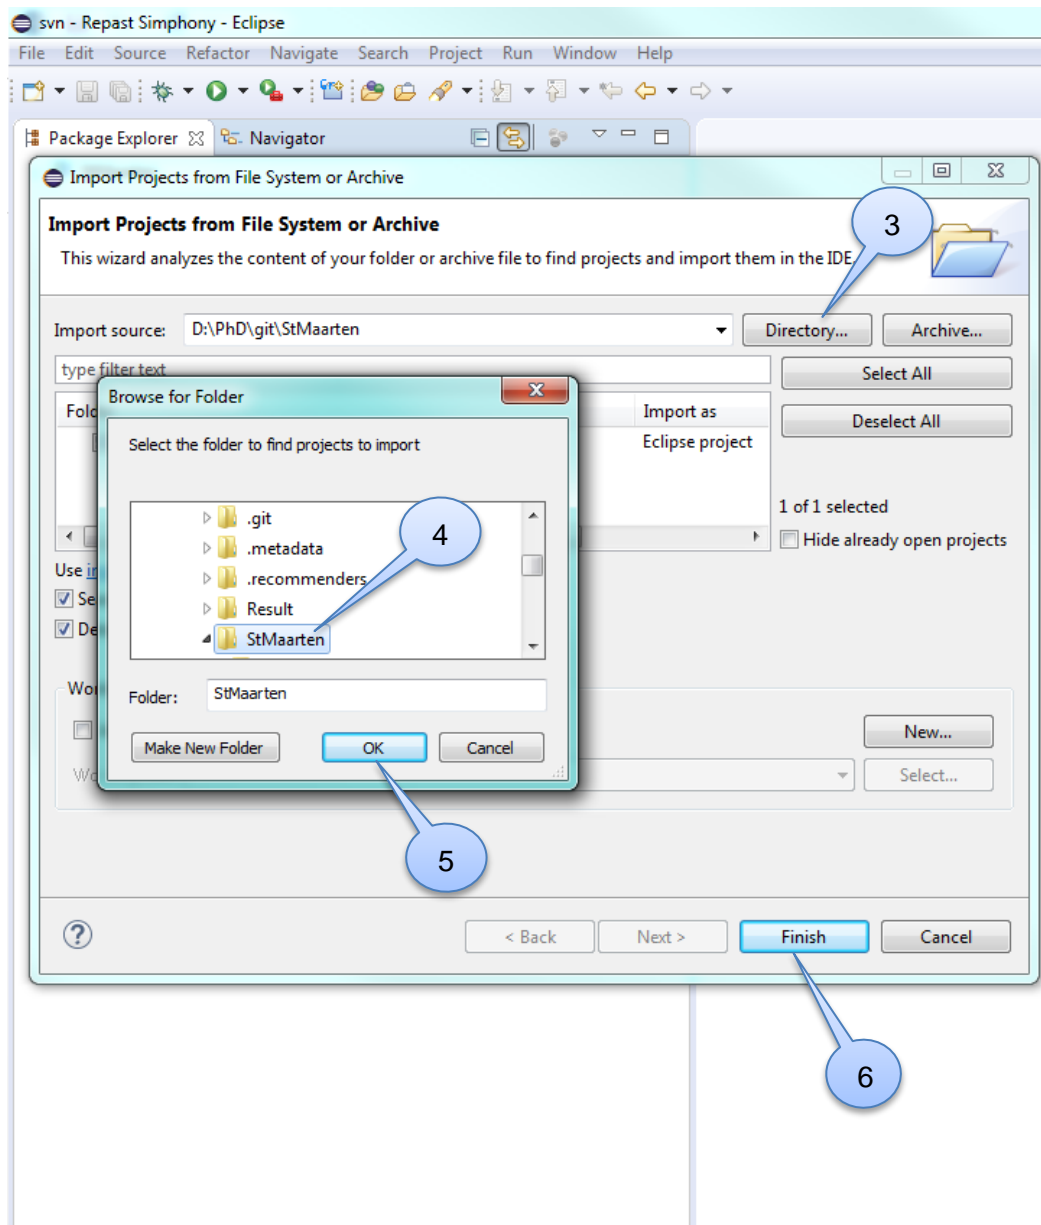 svn - Repast Simphony - Eclipse
File Edit Source Refactor Navigate Search Project Run Window Help
Package Explorer Navigator
Import Projects from File System or Archive
Import Projects from File System or Archive
3
This wizard analyzes the content of your folder or archive file to find projects and import them in the IDE.
Import source: D:\PhD\git\StMaarten Directory... Archive...
type filter text Select All
Browse for Folder
Import as
Deselect All
Select the folder to find projects to import
Eclipse project
1 of 1 selected
.git
4
Hide already open projects
.metadata
Use
.recommenders
Result
StMaarten
Folder: StMaarten
New...
Make New Folder OK Cancel
Select...
5
< Back Next > Finish Cancel
6